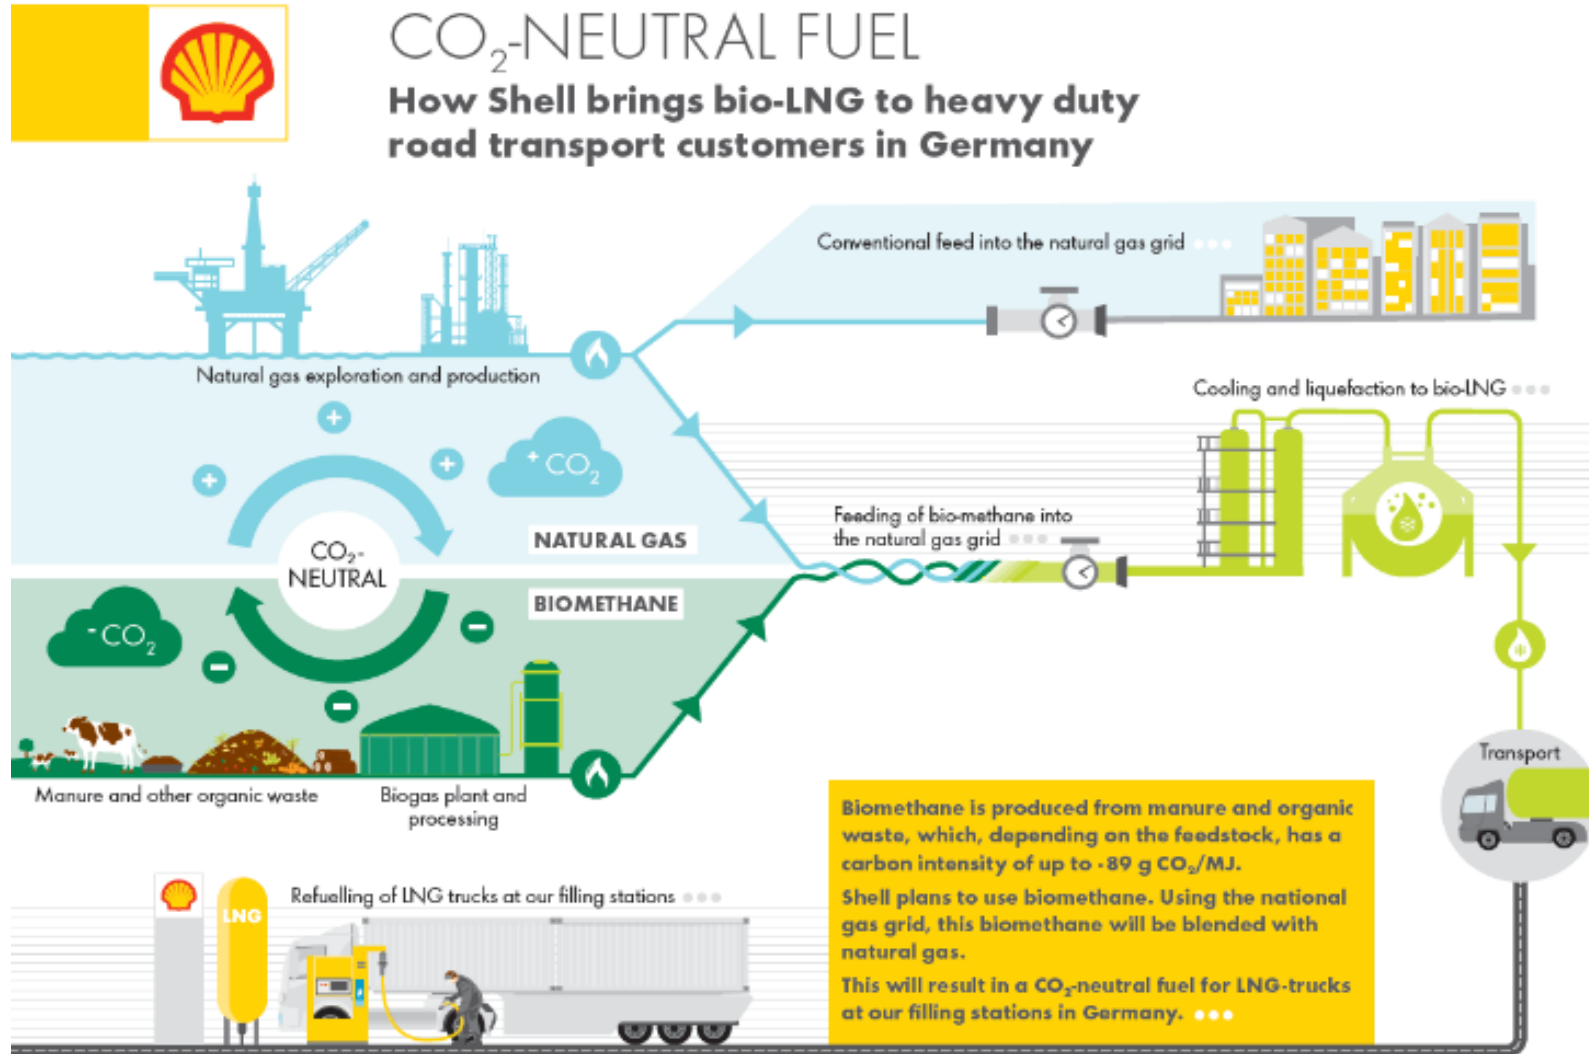 CO₂-NEUTRAL FUEL
How Shell brings bio-LNG to heavy duty
road transport customers in Germany
Conventional feed into the natural gas grid
Natural gas exploration and production
Cooling and liquefaction to bio-LNG
+CO₂
Feeding of bio-methane into
the natural gas grid
NATURAL GAS
CO₂-
NEUTRAL
BIOMETHANE
-CO₂
Transport
Manure and other organic waste
Biogas plant and
processing
Biomethane is produced from manure and organic
waste, which, depending on the feedstock, has a
carbon intensity of up to -89 g CO₂/MJ.
Shell plans to use biomethane. Using the national
gas grid, this biomethane will be blended with
natural gas.
This will result in a CO₂-neutral fuel for LNG-trucks
at our filling stations in Germany.
Refuelling of LNG trucks at our filling stations
LNG